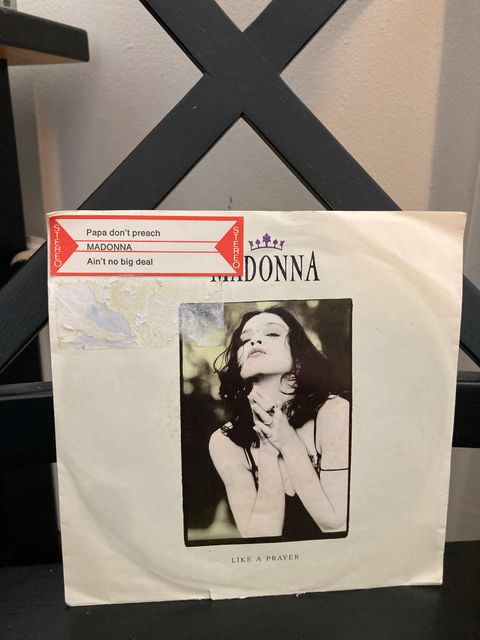 STEREO
Papa don't preach
MADONNA
Ain't no big deal
STEREO
MADONNA
LIKE A PRAYER